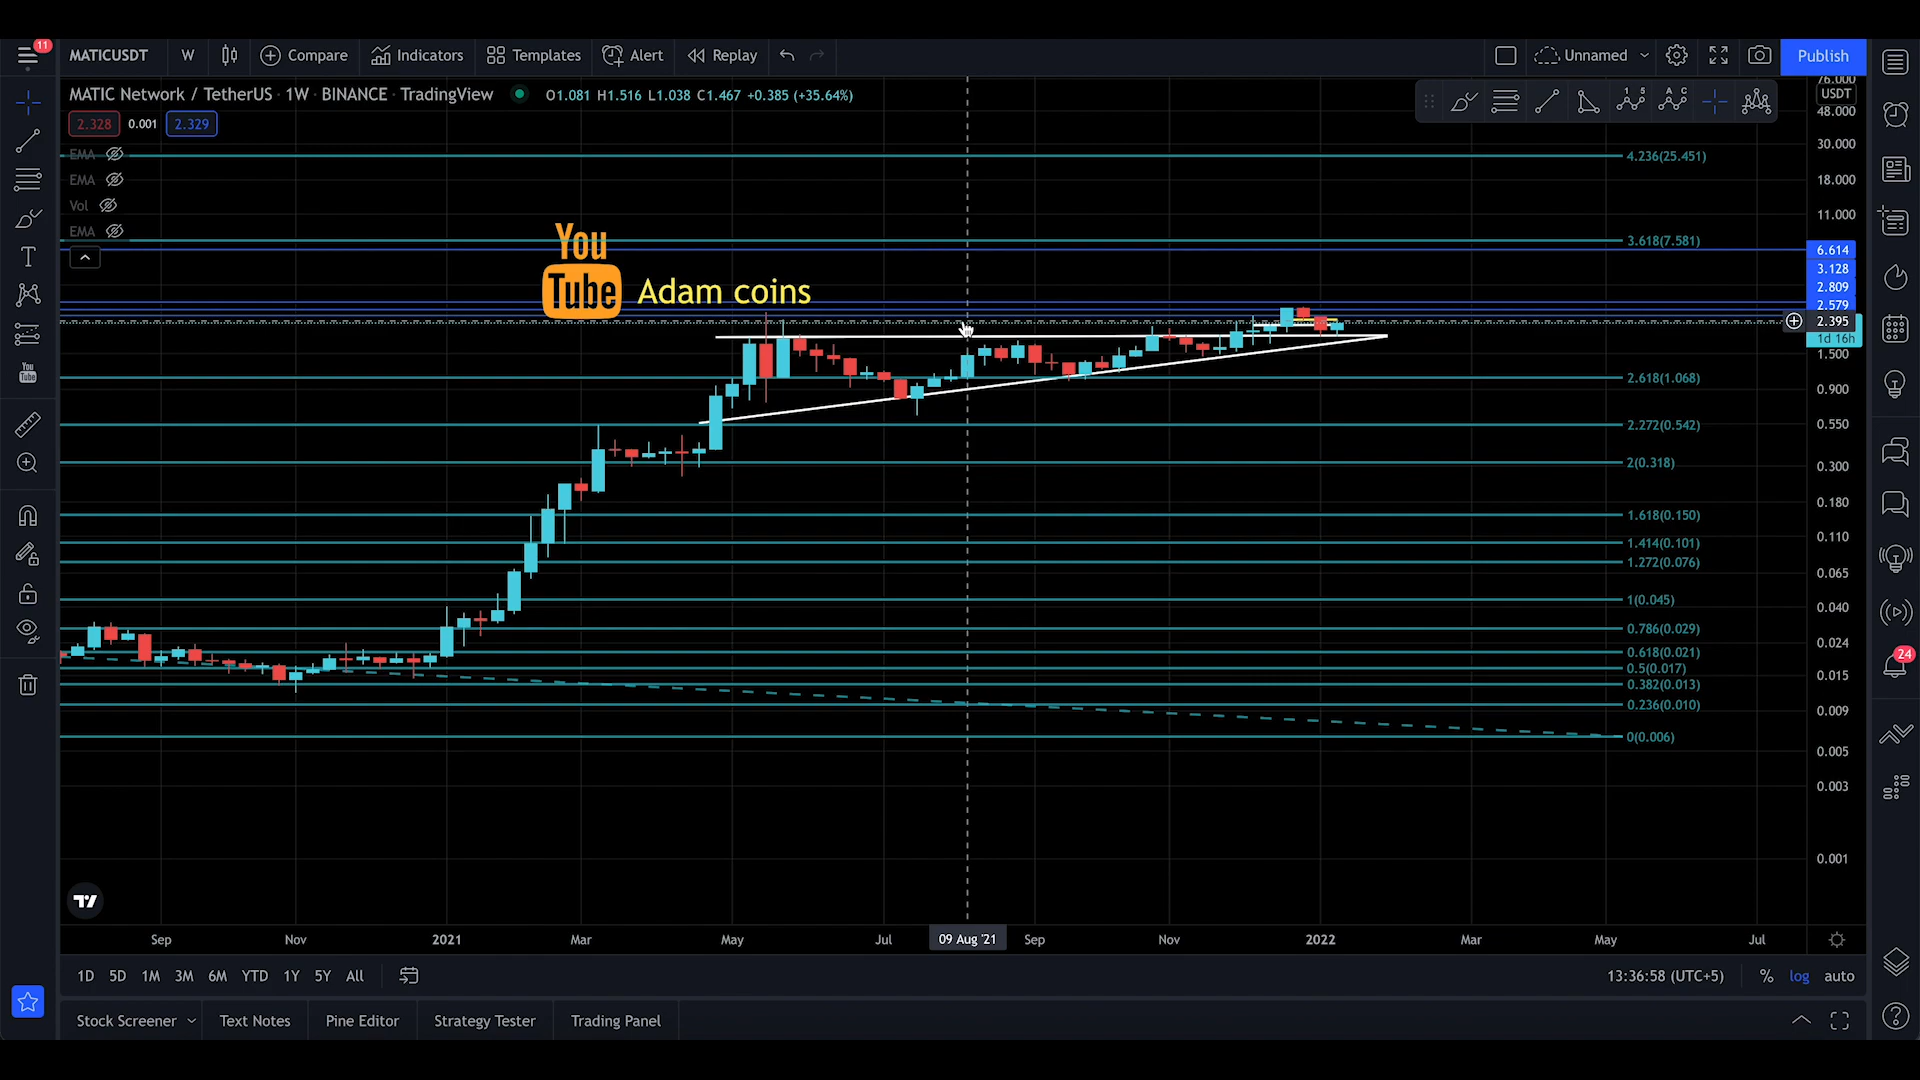 11
MATICUSDT W Compare Indicators Templates Alert Replay Unnamed Publish
MATIC Network / TetherUS · 1W · BINANCE · TradingView O1.081 H1.516 L1.038 C1.467 +0.385 (+35.64%)
2.328 0.001 2.329
EMA
EMA
Vol
EMA
You
Tube Adam coins
76.000
USDT
48.000
30.000
18.000
11.000
6.614
3.128
2.809
2.579
2.395
1d 16h
1.500
0.900
0.550
0.300
0.180
0.110
0.065
0.040
0.024
0.015
0.009
0.005
0.003
0.001
4.236(25.451)
3.618(7.581)
2.618(1.068)
2.272(0.542)
2(0.318)
1.618(0.150)
1.414(0.101)
1.272(0.076)
1(0.045)
0.786(0.029)
0.618(0.021)
0.5(0.017)
0.382(0.013)
0.236(0.010)
0(0.006)
24
Sep Nov 2021 Mar May Jul 09 Aug '21 Sep Nov 2022 Mar May Jul
1D 5D 1M 3M 6M YTD 1Y 5Y All 13:36:58 (UTC+5) % log auto
Stock Screener Text Notes Pine Editor Strategy Tester Trading Panel